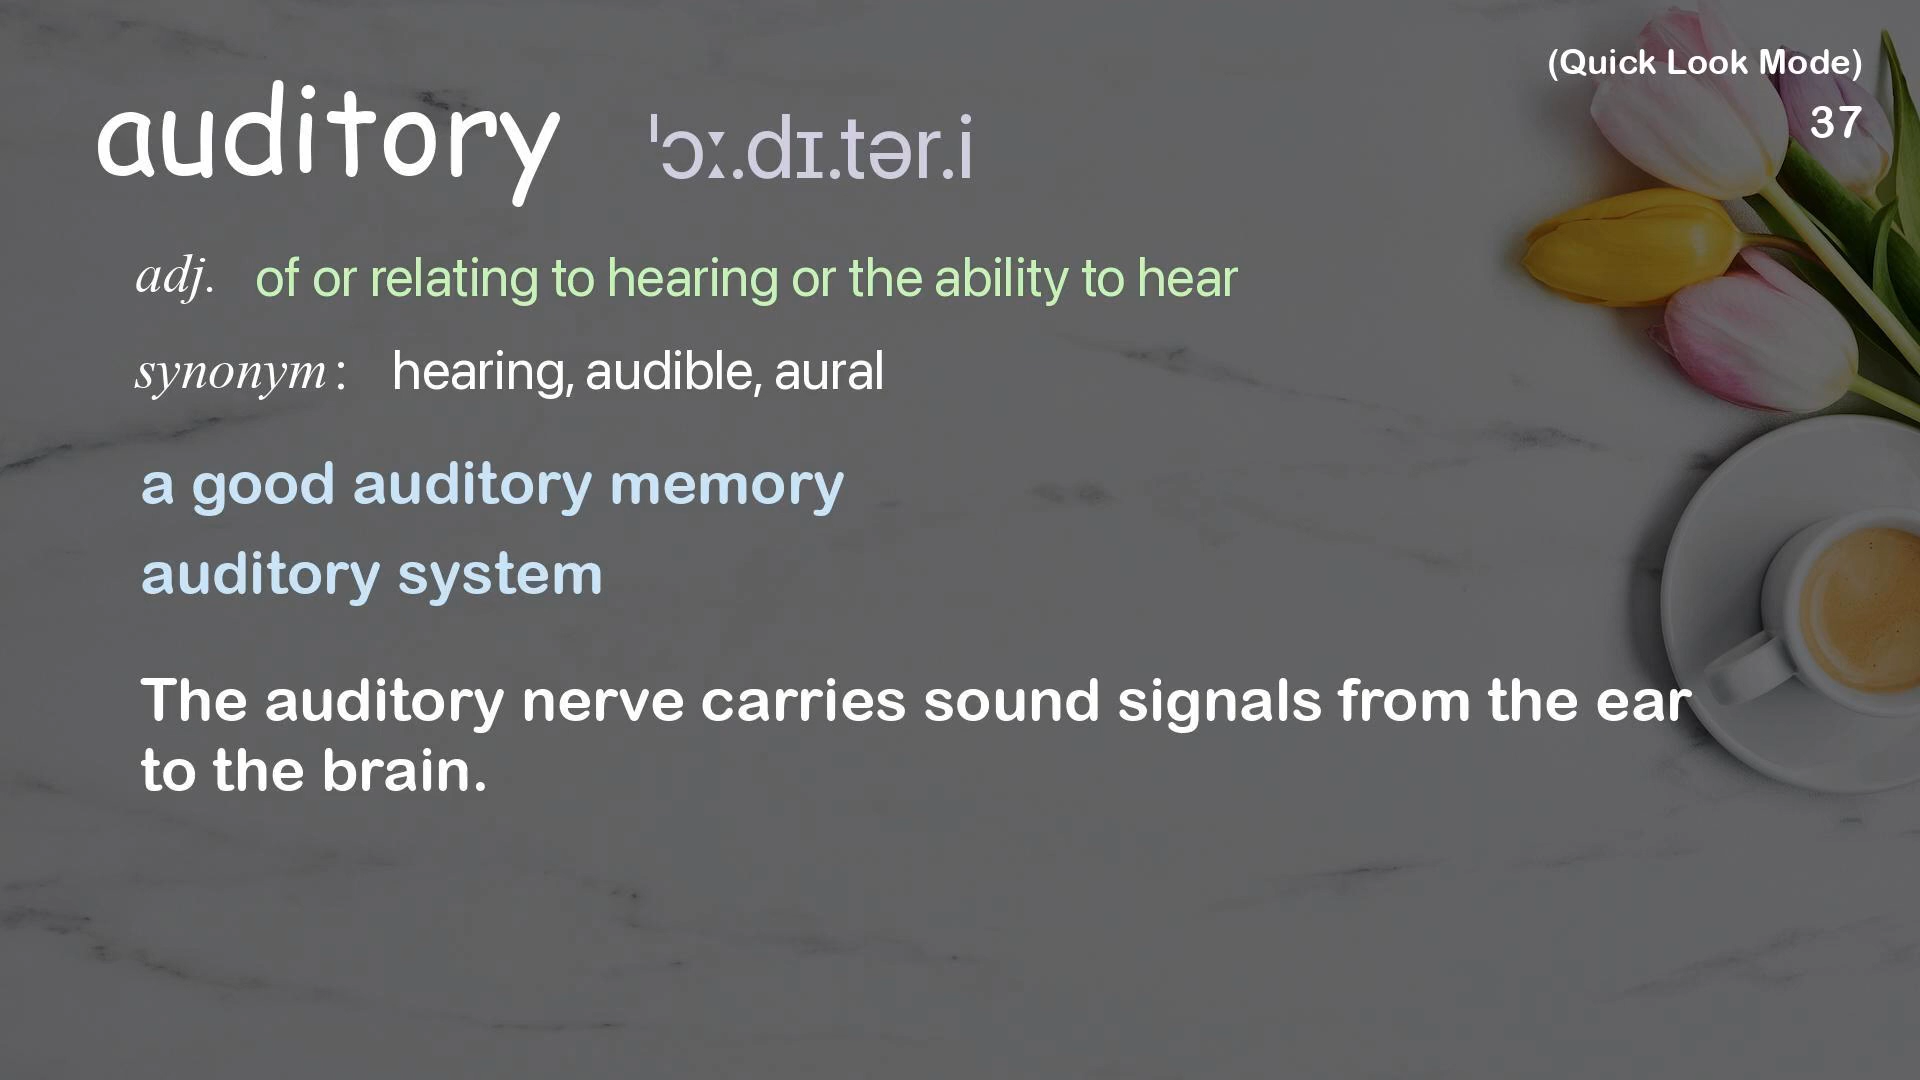 (Quick Look Mode)
37
auditory ˈɔː.dɪ.tər.i
adj. of or relating to hearing or the ability to hear
synonym: hearing, audible, aural
a good auditory memory
auditory system
The auditory nerve carries sound signals from the ear
to the brain.